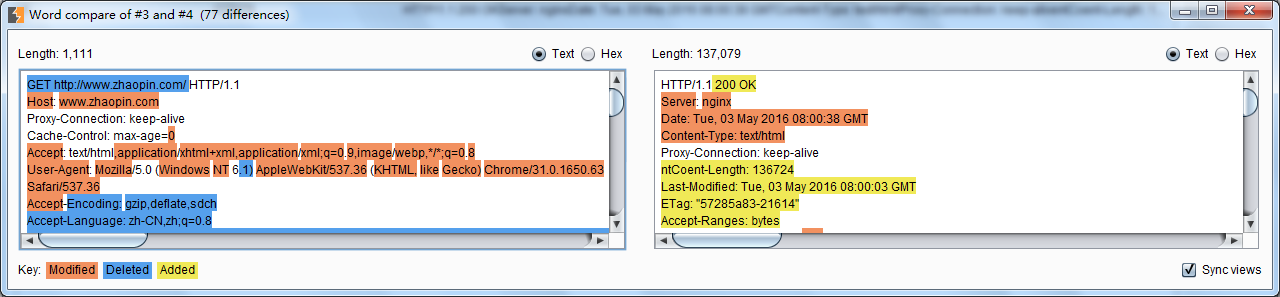 Word compare of #3 and #4 (77 differences)
Length: 1,111
Text
Hex
Length: 137,079
Text
Hex
GET http://www.zhaopin.com/ HTTP/1.1
Host: www.zhaopin.com
Proxy-Connection: keep-alive
Cache-Control: max-age=0
Accept: text/html,application/xhtml+xml,application/xml;q=0.9,image/webp,*/*;q=0.8
User-Agent: Mozilla/5.0 (Windows NT 6.1) AppleWebKit/537.36 (KHTML, like Gecko) Chrome/31.0.1650.63
Safari/537.36
Accept-Encoding: gzip,deflate,sdch
Accept-Language: zh-CN,zh;q=0.8
HTTP/1.1 200 OK
Server: nginx
Date: Tue, 03 May 2016 08:00:38 GMT
Content-Type: text/html
Proxy-Connection: keep-alive
ntCoent-Length: 136724
Last-Modified: Tue, 03 May 2016 08:00:03 GMT
ETag: "57285a83-21614"
Accept-Ranges: bytes
Key: Modified Deleted Added
Sync views